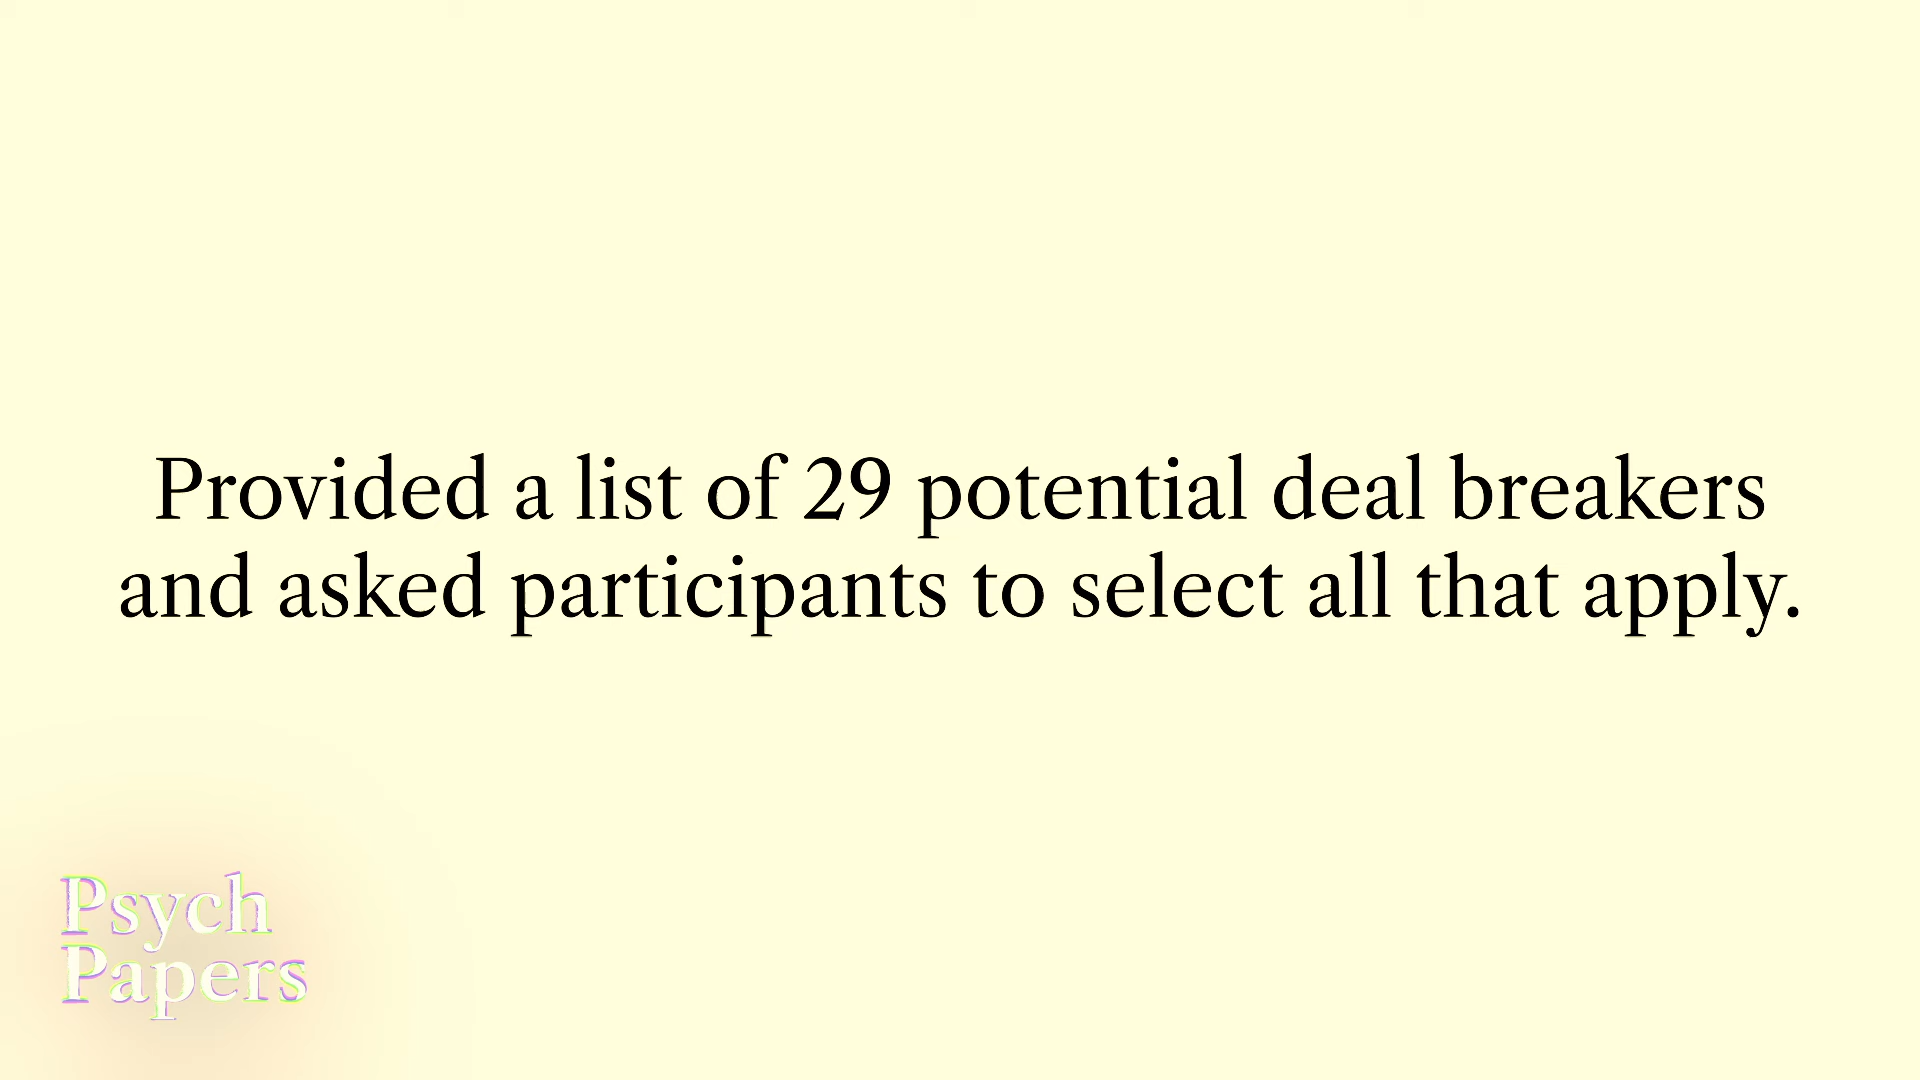 Provided a list of 29 potential deal breakers
and asked participants to select all that apply.
Psych
Papers